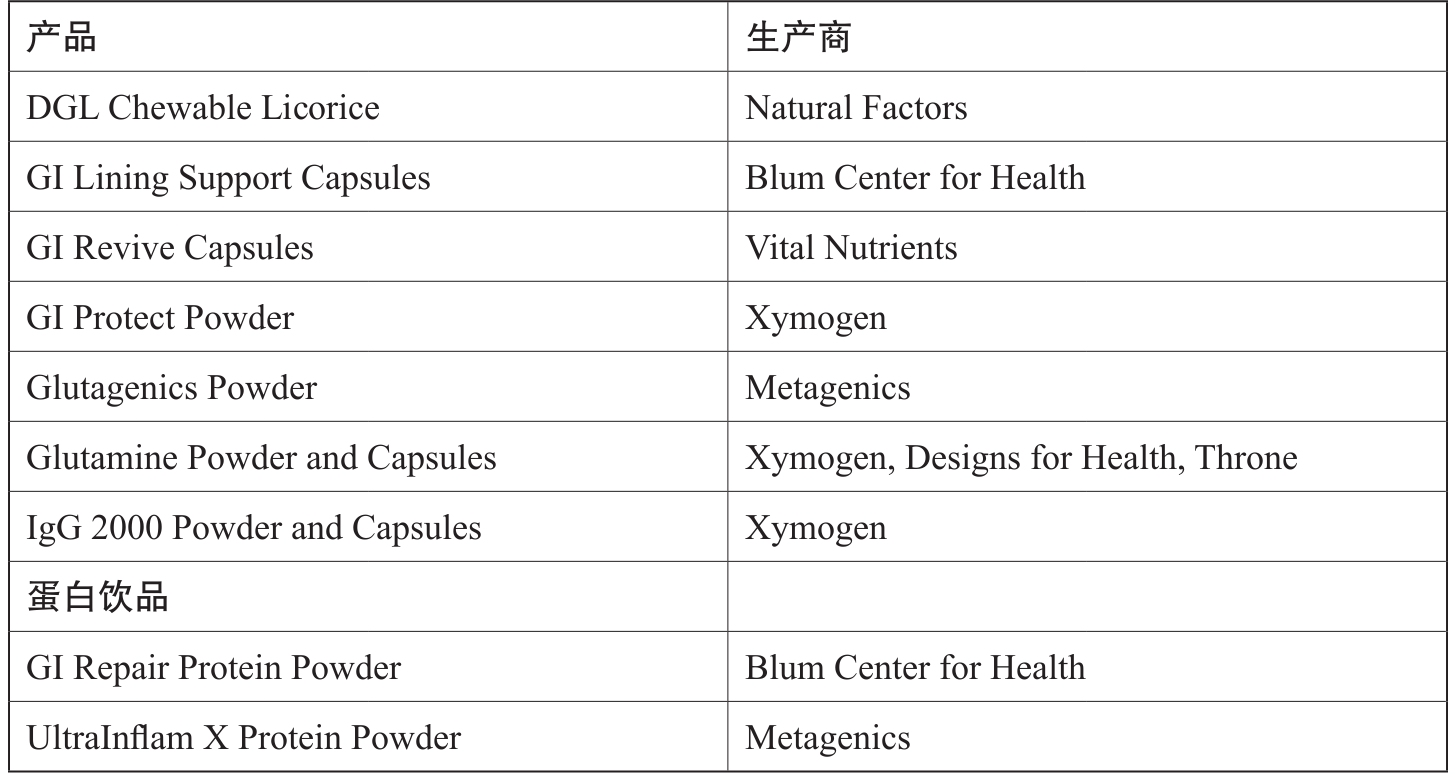 产品 生产商
DGL Chewable Licorice Natural Factors
GI Lining Support Capsules Blum Center for Health
GI Revive Capsules Vital Nutrients
GI Protect Powder Xymogen
Glutagenics Powder Metagenics
Glutamine Powder and Capsules Xymogen, Designs for Health, Throne
IgG 2000 Powder and Capsules Xymogen
蛋白饮品
GI Repair Protein Powder Blum Center for Health
UltraInflam X Protein Powder Metagenics